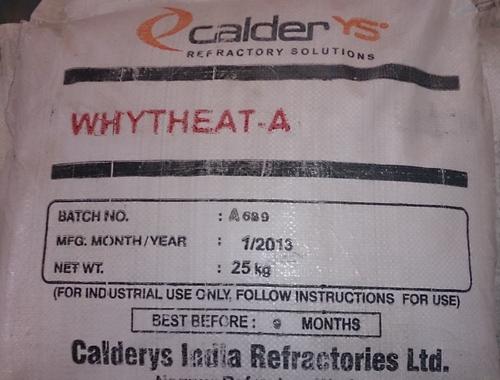 calderys
REFRACTORY SOLUTIONS
WHYTHEAT-A
BATCH NO. : A689
MFG. MONTH/YEAR : 1/2013
NET WT. : 25 kg
(FOR INDUSTRIAL USE ONLY, FOLLOW INSTRUCTIONS FOR USE)
BEST BEFORE: 9 MONTHS
Calderys India Refractories Ltd.